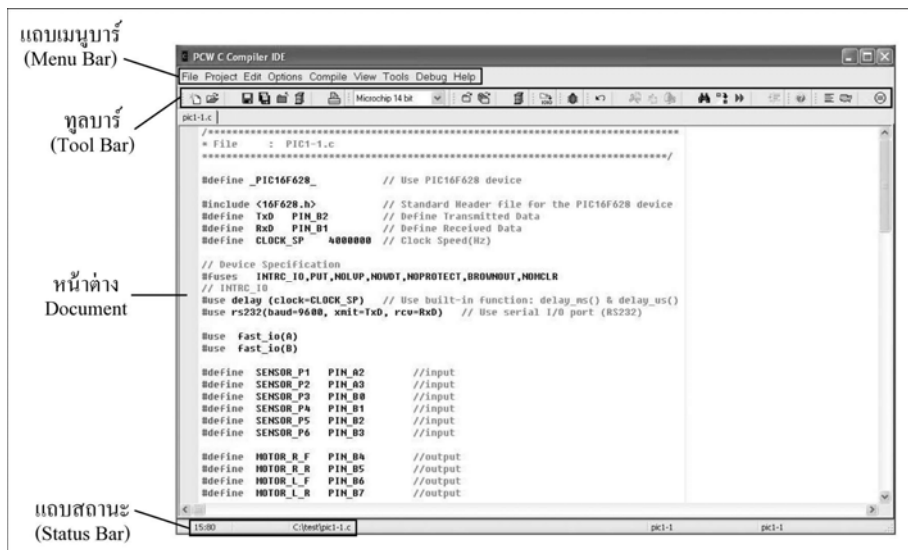 แถบเมนูบาร์
(Menu Bar)
ทูลบาร์
(Tool Bar)
หน้าต่าง
Document
แถบสถานะ
(Status Bar)
PCW C Compiler IDE
File Project Edit Options Compile View Tools Debug Help
Microchip 14 bit
pic1-1.c
/***************************************************************************
* File : PIC1-1.c
***************************************************************************/
#define _PIC16F628_ // Use PIC16F628 device
#include <16F628.h> // Standard Header file for the PIC16F628 device
#define TxD PIN_B2 // Define Transmitted Data
#define RxD PIN_B1 // Define Received Data
#define CLOCK_SP 4000000 // Clock Speed(Hz)
// Device Specification
#fuses INTRC_IO,PUT,NOLVP,NOWDT,NOPROTECT,BROWNOUT,NOMCLR
// INTRC_IO
#use delay (clock=CLOCK_SP) // Use built-in function: delay_ms() & delay_us()
#use rs232(baud=9600, xmit=TxD, rcv=RxD) // Use serial I/O port (RS232)
#use fast_io(A)
#use fast_io(B)
#define SENSOR_P1 PIN_A2 //input
#define SENSOR_P2 PIN_A3 //input
#define SENSOR_P3 PIN_B0 //input
#define SENSOR_P4 PIN_B1 //input
#define SENSOR_P5 PIN_B2 //input
#define SENSOR_P6 PIN_B3 //input
#define MOTOR_R_F PIN_B4 //output
#define MOTOR_R_R PIN_B5 //output
#define MOTOR_L_F PIN_B6 //output
#define MOTOR_L_R PIN_B7 //output
15:80 C:\test\pic1-1.c pic1-1 pic1-1